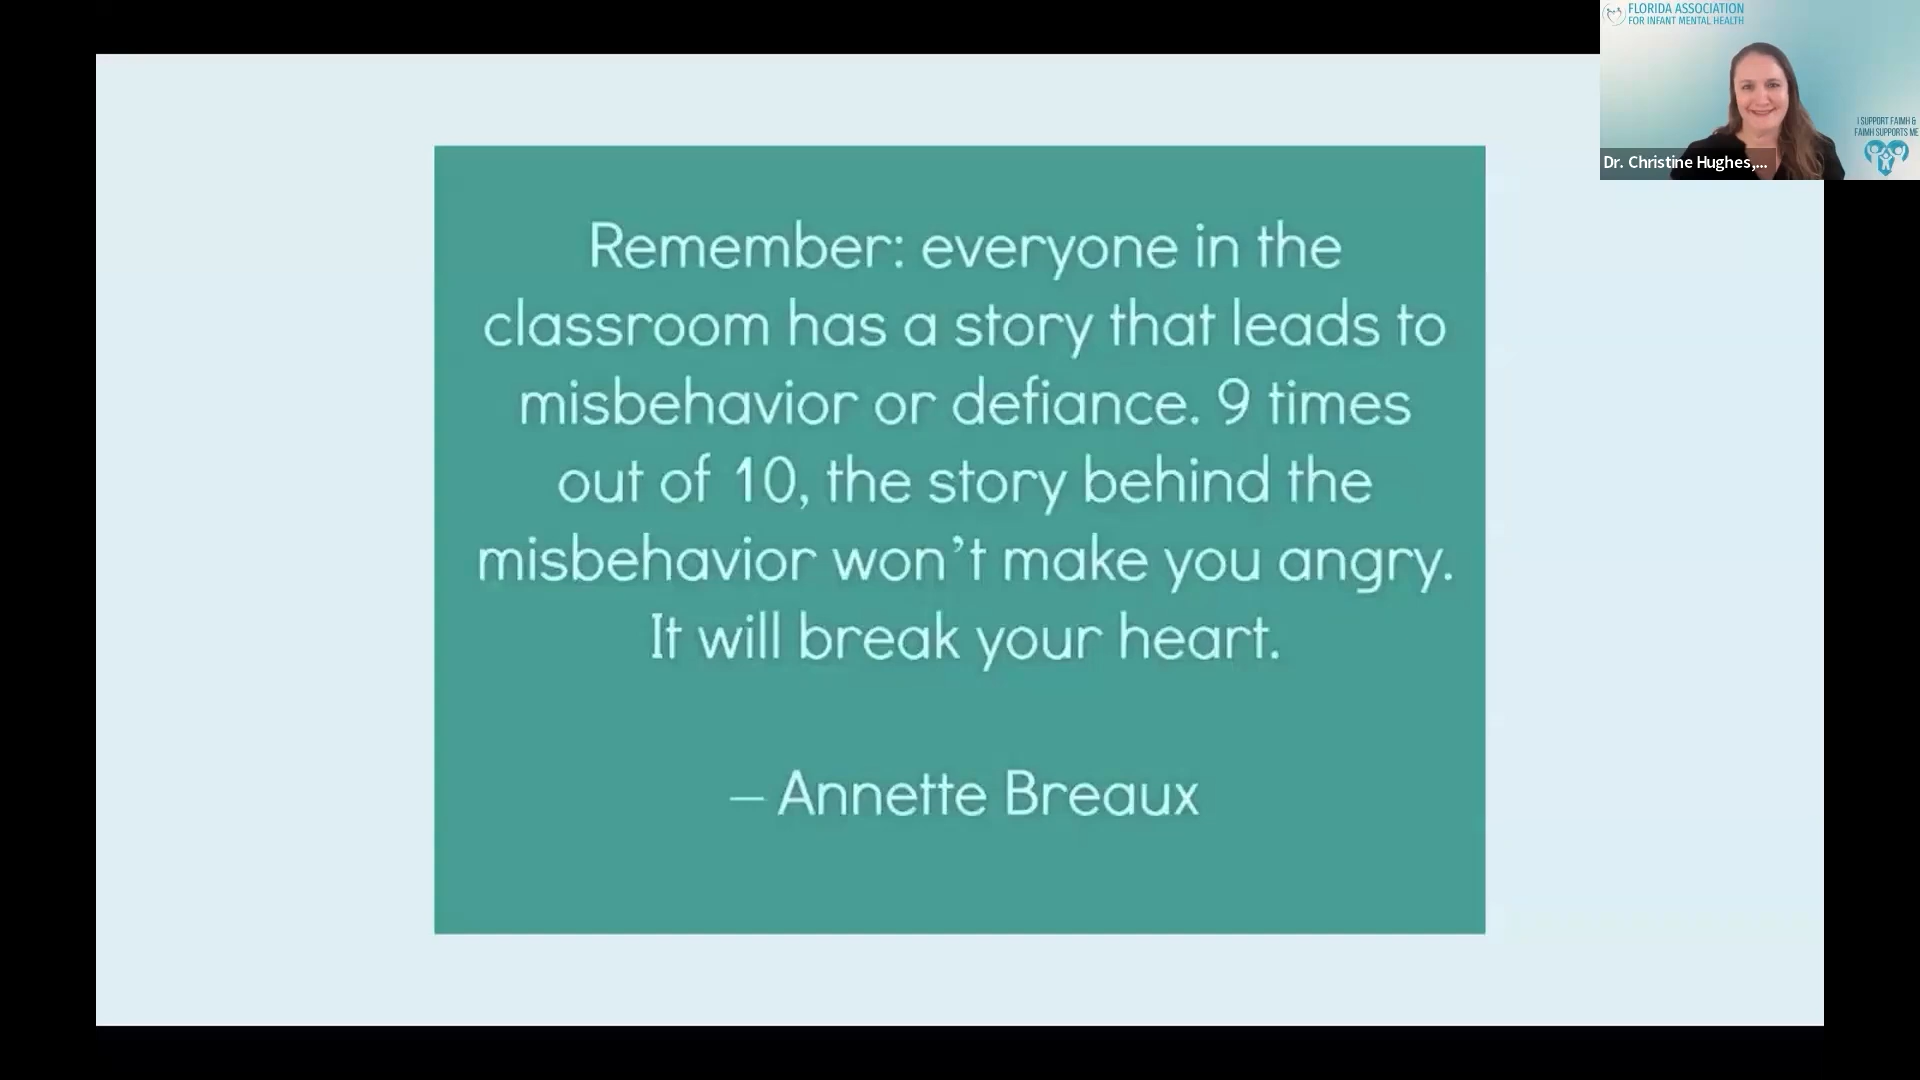 FLORIDA ASSOCIATION
FOR INFANT MENTAL HEALTH
I SUPPORT FAIMH &
FAIMH SUPPORTS ME
Dr. Christine Hughes,...
Remember: everyone in the
classroom has a story that leads to
misbehavior or defiance. 9 times
out of 10, the story behind the
misbehavior won’t make you angry.
It will break your heart.
– Annette Breaux